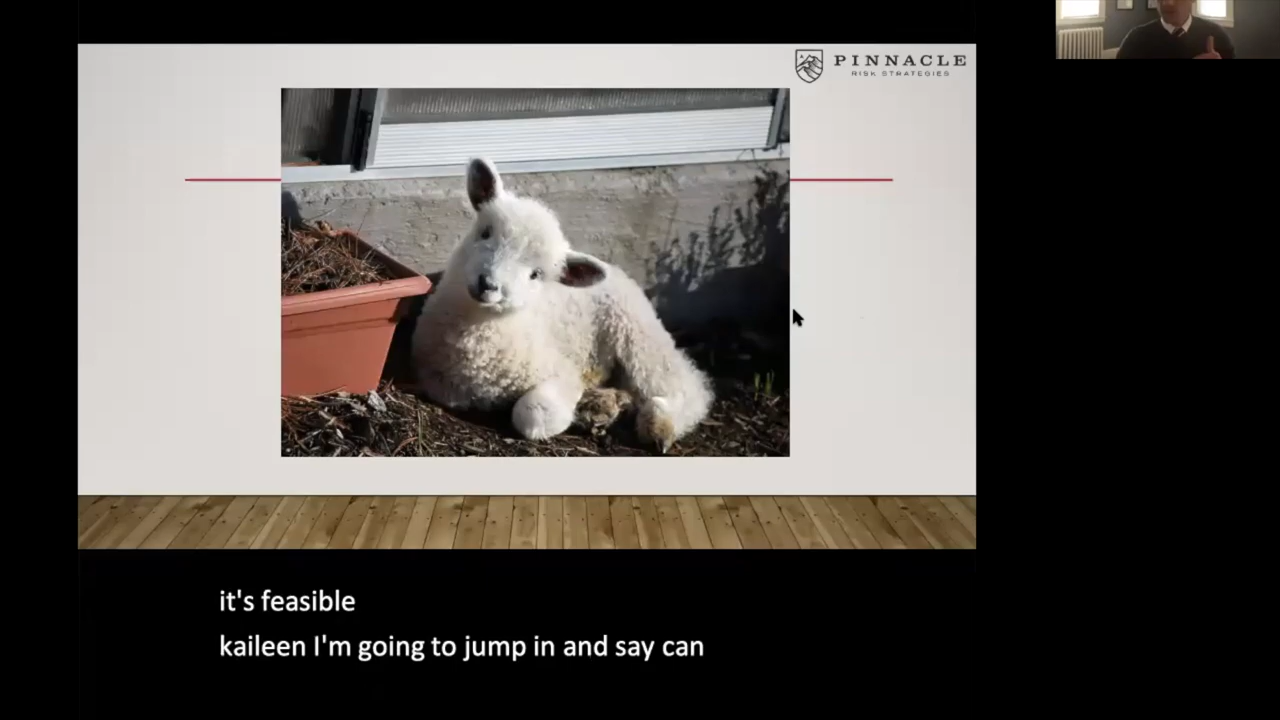 PINNACLE
RISK STRATEGIES
it's feasible
kaileen I'm going to jump in and say can